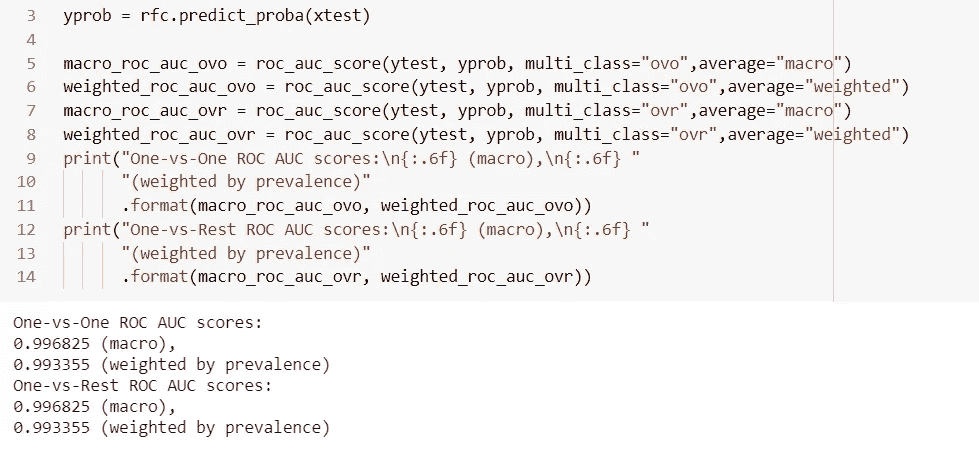 3 yprob = rfc.predict_proba(xtest)
4
5 macro_roc_auc_ovo = roc_auc_score(ytest, yprob, multi_class="ovo",average="macro")
6 weighted_roc_auc_ovo = roc_auc_score(ytest, yprob, multi_class="ovo",average="weighted")
7 macro_roc_auc_ovr = roc_auc_score(ytest, yprob, multi_class="ovr",average="macro")
8 weighted_roc_auc_ovr = roc_auc_score(ytest, yprob, multi_class="ovr",average="weighted")
9 print("One-vs-One ROC AUC scores:\n{:.6f} (macro),\n{:.6f} "
10 "(weighted by prevalence)"
11 .format(macro_roc_auc_ovo, weighted_roc_auc_ovo))
12 print("One-vs-Rest ROC AUC scores:\n{:.6f} (macro),\n{:.6f} "
13 "(weighted by prevalence)"
14 .format(macro_roc_auc_ovr, weighted_roc_auc_ovr))
One-vs-One ROC AUC scores:
0.996825 (macro),
0.993355 (weighted by prevalence)
One-vs-Rest ROC AUC scores:
0.996825 (macro),
0.993355 (weighted by prevalence)